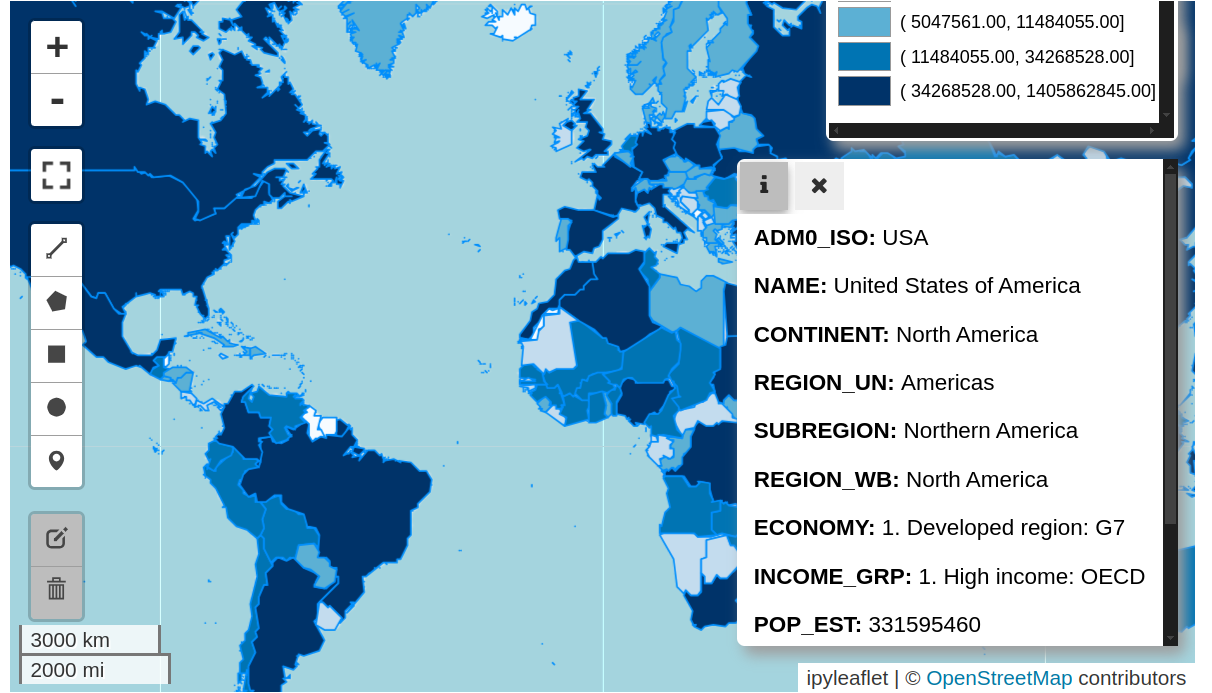 +
-
( 5047561.00, 11484055.00]
( 11484055.00, 34268528.00]
( 34268528.00, 1405862845.00]
i
ADM0_ISO: USA
NAME: United States of America
CONTINENT: North America
REGION_UN: Americas
SUBREGION: Northern America
REGION_WB: North America
ECONOMY: 1. Developed region: G7
INCOME_GRP: 1. High income: OECD
POP_EST: 331595460
3000 km
2000 mi
ipyleaflet | © OpenStreetMap contributors